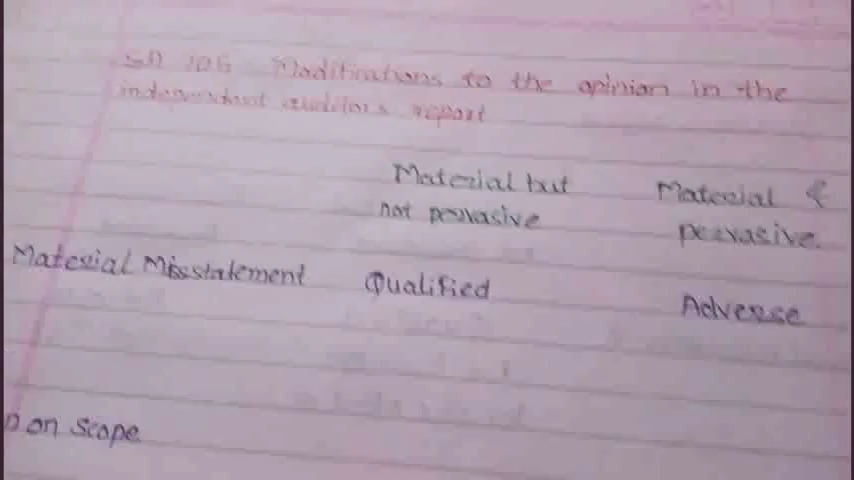 SA 705 Modifications to the opinion in the
independent auditors report
Material but Material &
not pervasive pervasive.
Material Misstatement Qualified Adverse
on Scope